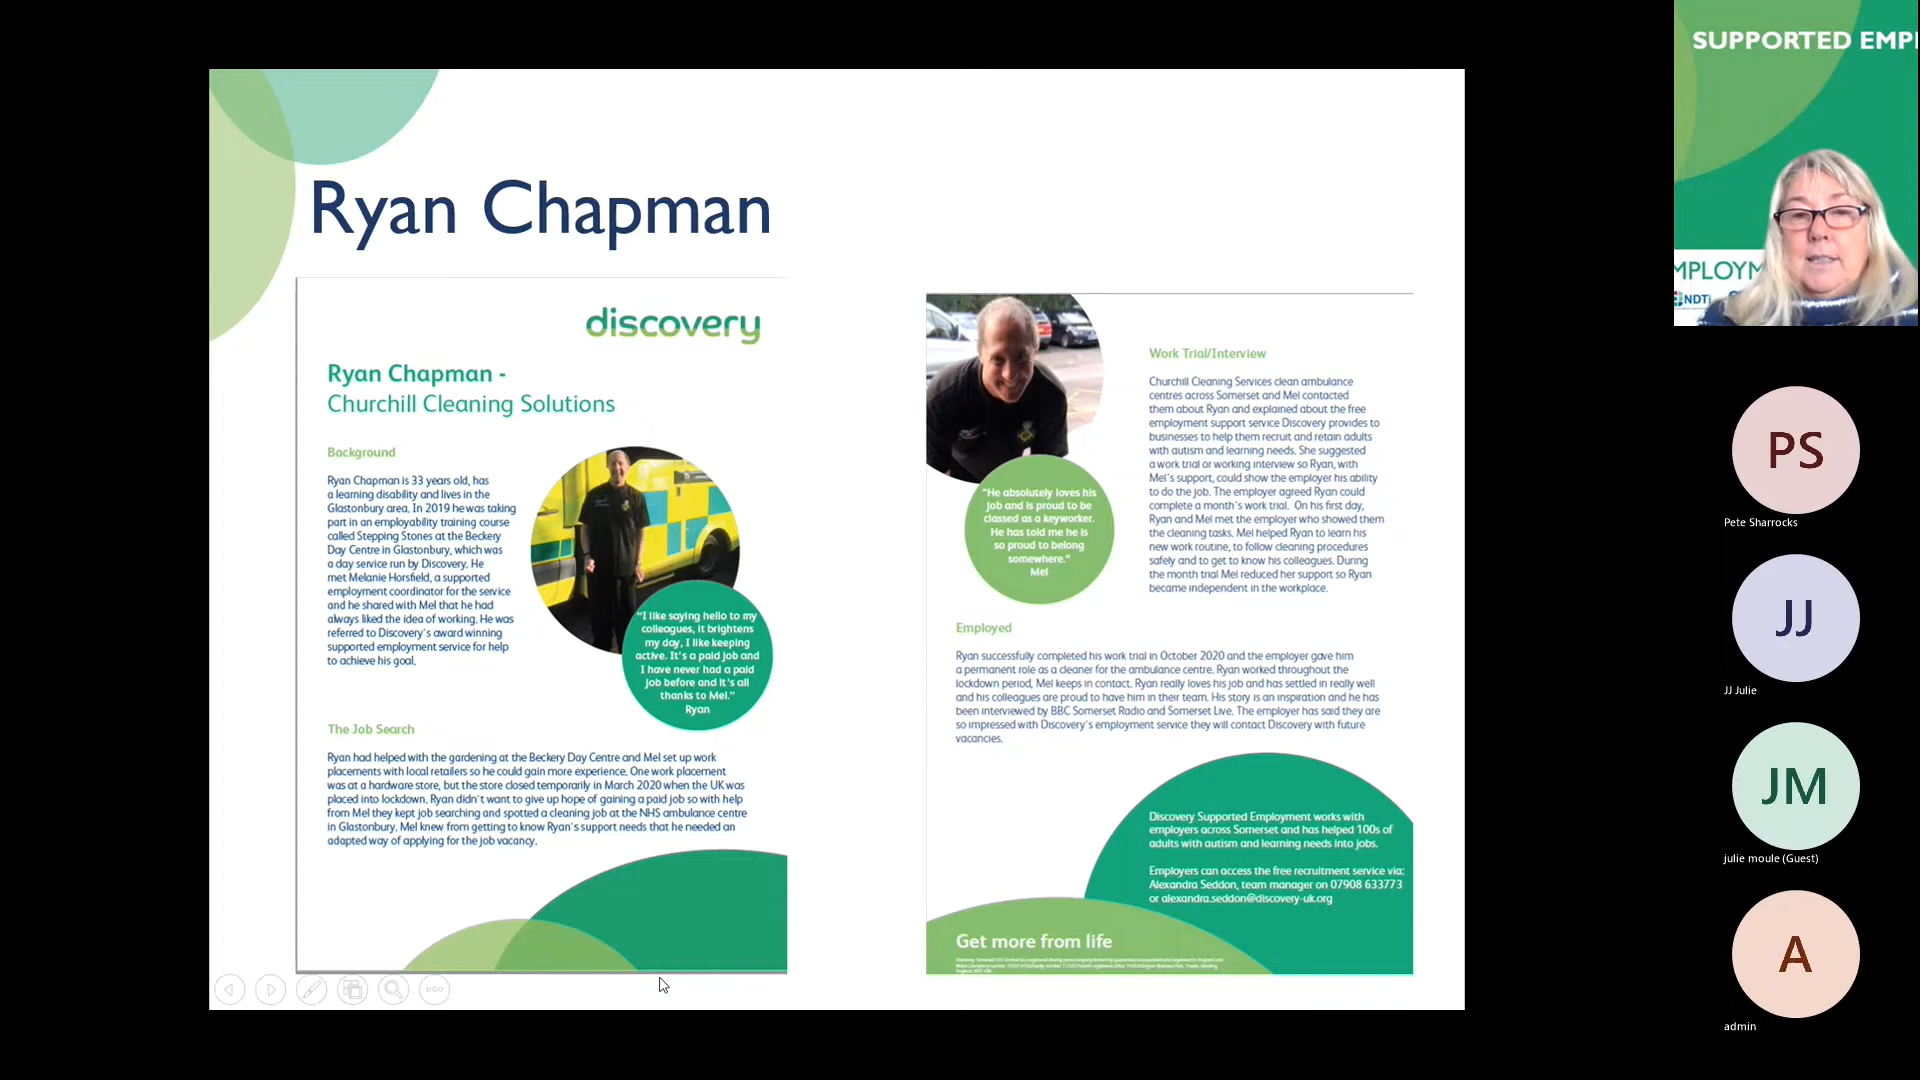 Ryan Chapman
discovery
Ryan Chapman -
Churchill Cleaning Solutions
Background
Ryan Chapman is 33 years old, has
a learning disability and lives in the
Glastonbury area. In 2019 he was taking
part in an employability training course
called Stepping Stones at the Beckery
Day Centre in Glastonbury, which was
a day service run by Discovery. He
met Melanie Horsfield, a supported
employment coordinator for the service
and he shared with Mel that he had
always liked the idea of working. He was
referred to Discovery's award winning
supported employment service for help
to achieve his goal.
"I like saying hello to my
colleagues, it brightens
my day, I like keeping
active. It's a paid job and
I have never had a paid
job before and it's all
thanks to Mel."
Ryan
The Job Search
Ryan had helped with the gardening at the Beckery Day Centre and Mel set up work
placements with local retailers so he could gain more experience. One work placement
was at a hardware store, but the store closed temporarily in March 2020 when the UK was
placed into lockdown. Ryan didn't want to give up hope of gaining a paid job so with help
from Mel they kept job searching and spotted a cleaning job at the NHS ambulance centre
in Glastonbury. Mel knew from getting to know Ryan's support needs that he needed an
adapted way of applying for the job vacancy.
"He absolutely loves his
job and is proud to be
classed as a keyworker.
He has told me he is
so proud to belong
somewhere."
Mel
Work Trial/Interview
Churchill Cleaning Services clean ambulance
centres across Somerset and Mel contacted
them about Ryan and explained about the free
employment support service Discovery provides to
businesses to help them recruit and retain adults
with autism and learning needs. She suggested
a work trial or working interview so Ryan, with
Mel's support, could show the employer his ability
to do the job. The employer agreed Ryan could
complete a month's work trial. On his first day,
Ryan and Mel met the employer who showed them
the cleaning tasks. Mel helped Ryan to learn his
new work routine, to follow cleaning procedures
safely and to get to know his colleagues. During
the month trial Mel reduced her support so Ryan
became independent in the workplace.
Employed
Ryan successfully completed his work trial in October 2020 and the employer gave him
a permanent role as a cleaner for the ambulance centre. Ryan worked throughout the
lockdown period, Mel keeps in contact. Ryan really loves his job and has settled in really well
and his colleagues are proud to have him in their team. His story is an inspiration and he has
been interviewed by BBC Somerset Radio and Somerset Live. The employer has said they are
so impressed with Discovery's employment service they will contact Discovery with future
vacancies.
Discovery Supported Employment works with
employers across Somerset and has helped 100s of
adults with autism and learning needs into jobs.
Employers can access the free recruitment service via:
Alexandra Seddon, team manager on 07908 633773
or alexandra.seddon@discovery-uk.org
Get more from life
SUPPORTED EMPL
MPLOYM
NDTi
PS
Pete Sharrocks
JJ
JJ Julie
JM
julie moule (Guest)
A
admin